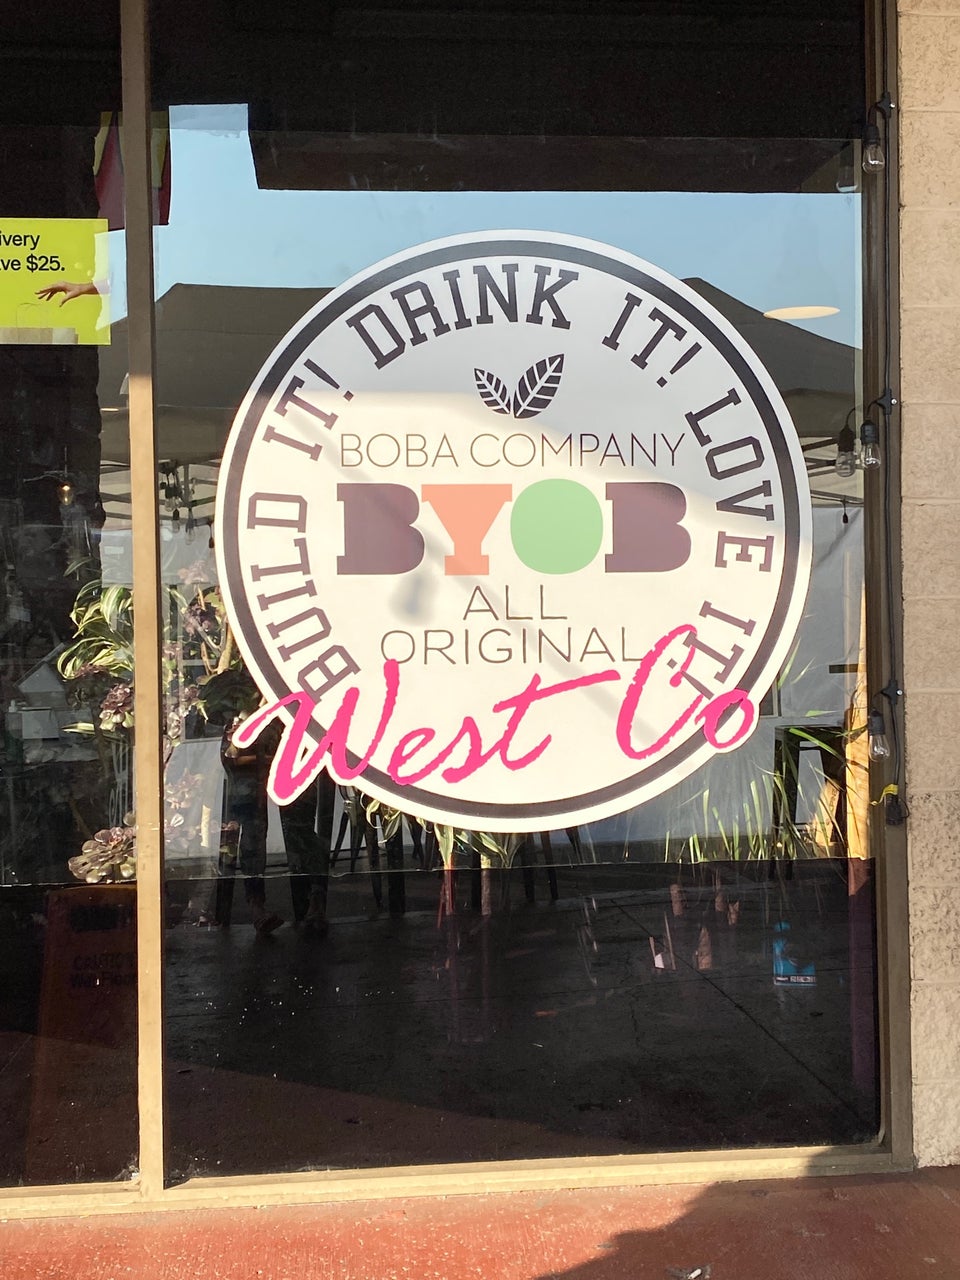 ivery
ve $25.
BUILD IT! DRINK IT! LOVE IT!
BOBA COMPANY
BYOB
ALL
ORIGINAL
West Co